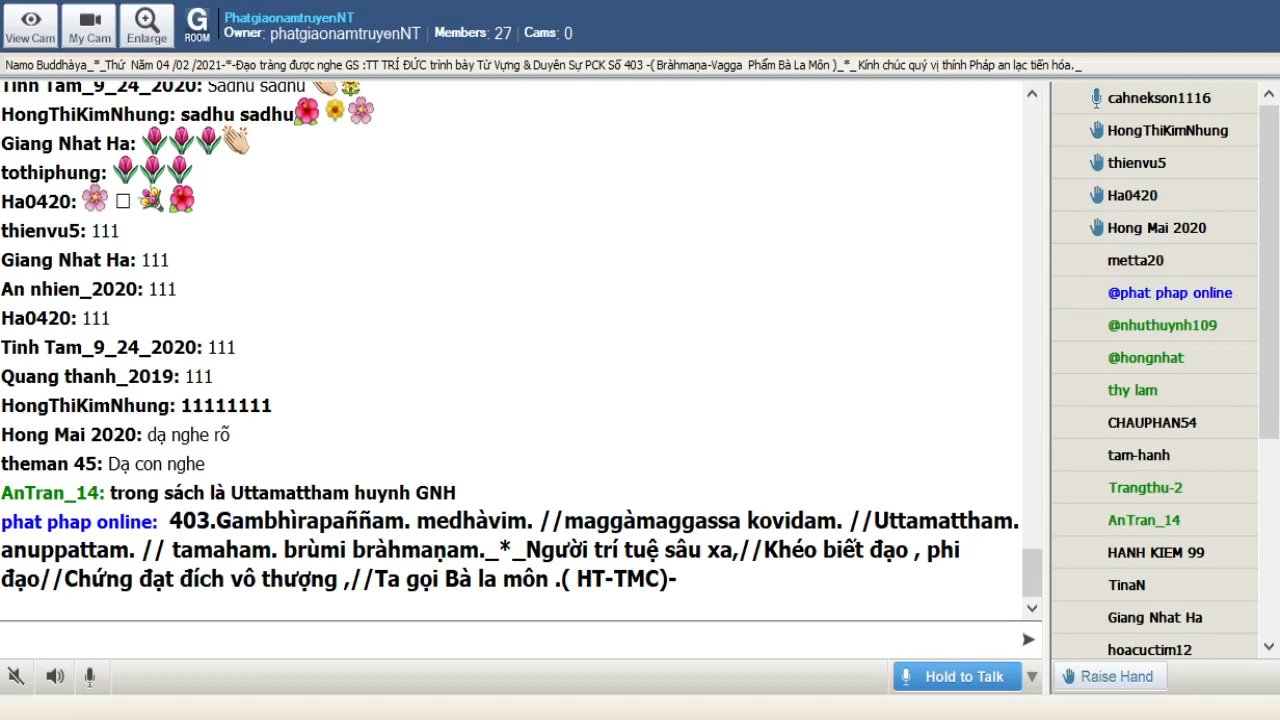 View Cam
My Cam
Enlarge
G
ROOM
PhatgiaonamtruyenNT
Owner: phatgiaonamtruyenNT | Members: 27 | Cams: 0
Namo Buddhàya_*_Thứ Năm 04 /02 /2021-*-Đạo tràng được nghe GS :TT TRÍ ĐỨC trình bày Từ Vựng & Duyên Sự PCK Số 403 -( Bràhmaṇa-Vagga Phẩm Bà La Môn )_*_ Kính chúc quý vị thính Pháp an lạc tiến hóa._
Tinh Tam_9_24_2020: Sadhu sadhu
HongThiKimNhung: sadhu sadhu
Giang Nhat Ha:
tothiphung:
Ha0420:
thienvu5: 111
Giang Nhat Ha: 111
An nhien_2020: 111
Ha0420: 111
Tinh Tam_9_24_2020: 111
Quang thanh_2019: 111
HongThiKimNhung: 11111111
Hong Mai 2020: dạ nghe rõ
theman 45: Dạ con nghe
AnTran_14: trong sách là Uttamattham huynh GNH
phat phap online: 403.Gambhìrapaññam. medhàvim. //maggàmaggassa kovidam. //Uttamattham.
anuppattam. // tamaham. brùmi bràhmaṇam._*_Người trí tuệ sâu xa,//Khéo biết đạo , phi
đạo//Chứng đạt đích vô thượng ,//Ta gọi Bà la môn .( HT-TMC)-
Hold to Talk
cahnekson1116
HongThiKimNhung
thienvu5
Ha0420
Hong Mai 2020
metta20
@phat phap online
@nhuthuynh109
@hongnhat
thy lam
CHAUPHAN54
tam-hanh
Trangthu-2
AnTran_14
HANH KIEM 99
TinaN
Giang Nhat Ha
hoacuctim12
Raise Hand